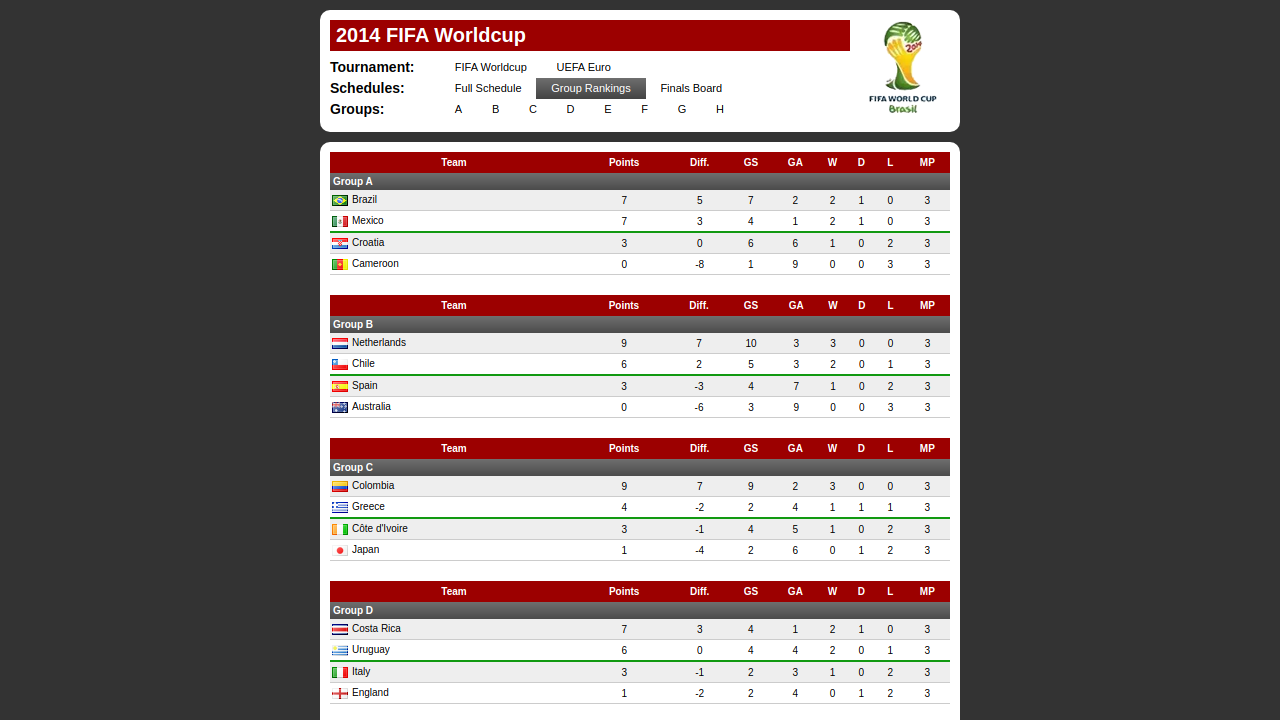 2014 FIFA Worldcup
Tournament: FIFA Worldcup UEFA Euro
Schedules: Full Schedule Group Rankings Finals Board
Groups: A B C D E F G H
2014
FIFA WORLD CUP
Brasil
Team Points Diff. GS GA W D L MP
Group A
Brazil 7 5 7 2 2 1 0 3
Mexico 7 3 4 1 2 1 0 3
Croatia 3 0 6 6 1 0 2 3
Cameroon 0 -8 1 9 0 0 3 3
Team Points Diff. GS GA W D L MP
Group B
Netherlands 9 7 10 3 3 0 0 3
Chile 6 2 5 3 2 0 1 3
Spain 3 -3 4 7 1 0 2 3
Australia 0 -6 3 9 0 0 3 3
Team Points Diff. GS GA W D L MP
Group C
Colombia 9 7 9 2 3 0 0 3
Greece 4 -2 2 4 1 1 1 3
Côte d'Ivoire 3 -1 4 5 1 0 2 3
Japan 1 -4 2 6 0 1 2 3
Team Points Diff. GS GA W D L MP
Group D
Costa Rica 7 3 4 1 2 1 0 3
Uruguay 6 0 4 4 2 0 1 3
Italy 3 -1 2 3 1 0 2 3
England 1 -2 2 4 0 1 2 3